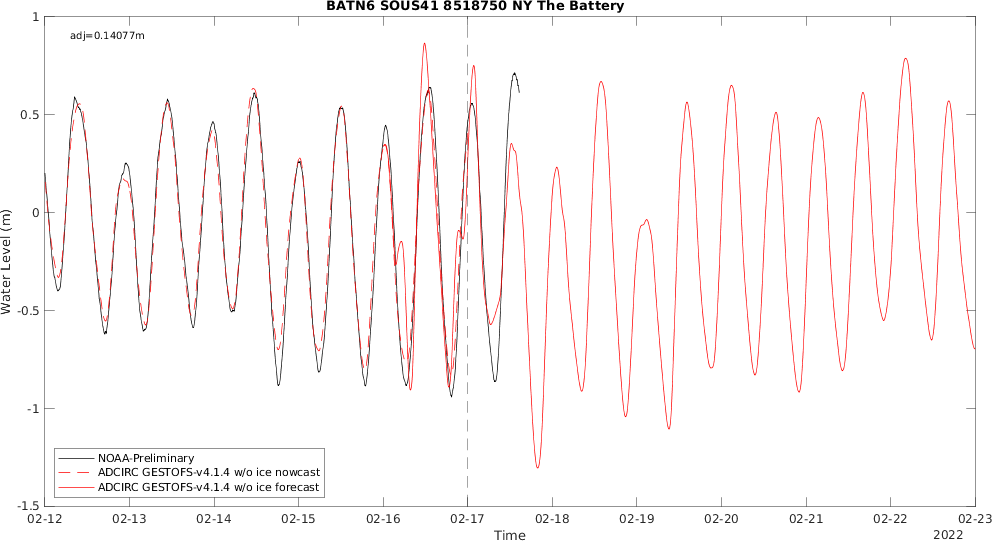 BATN6 SOUS41 8518750 NY The Battery
adj=0.14077m
1
0.5
0
-0.5
-1
-1.5
Water Level (m)
NOAA-Preliminary
ADCIRC GESTOFS-v4.1.4 w/o ice nowcast
ADCIRC GESTOFS-v4.1.4 w/o ice forecast
02-12 02-13 02-14 02-15 02-16 02-17 02-18 02-19 02-20 02-21 02-22 02-23
Time
2022